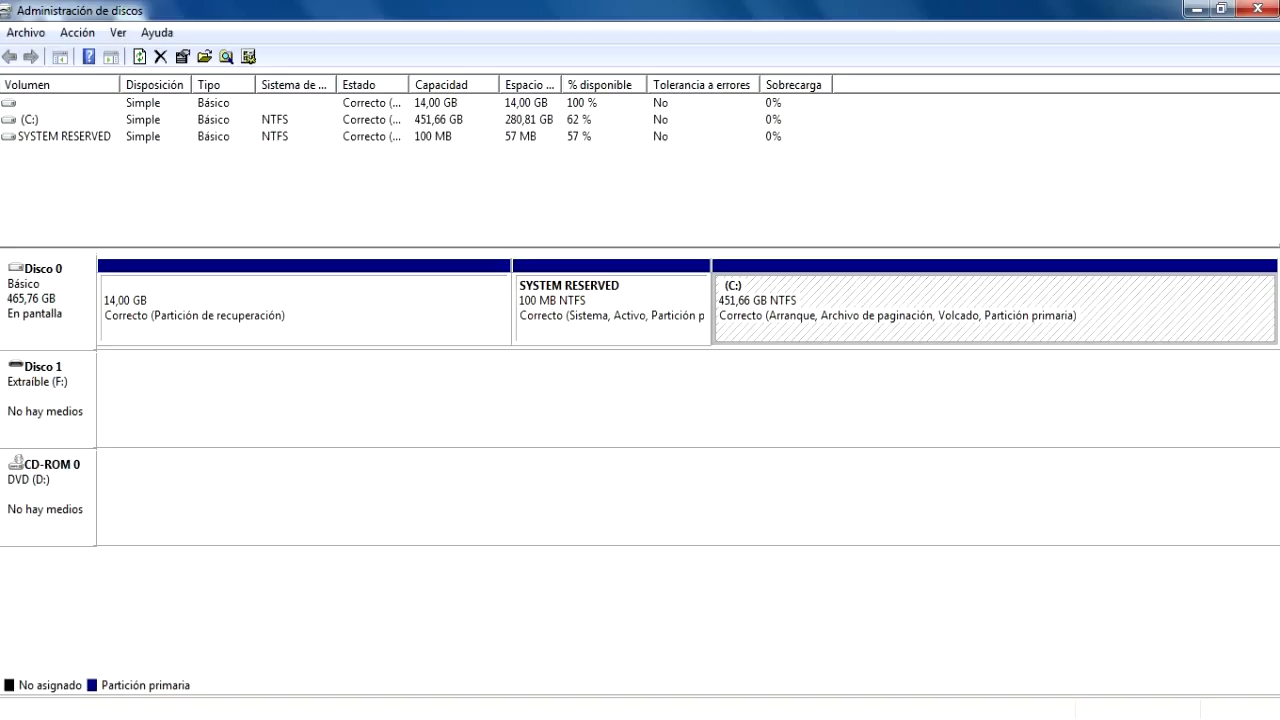 Administración de discos
Archivo Acción Ver Ayuda
Volumen Disposición Tipo Sistema de ... Estado Capacidad Espacio ... % disponible Tolerancia a errores Sobrecarga
Simple Básico Correcto (... 14,00 GB 14,00 GB 100 % No 0%
(C:) Simple Básico NTFS Correcto (... 451,66 GB 280,81 GB 62 % No 0%
SYSTEM RESERVED Simple Básico NTFS Correcto (... 100 MB 57 MB 57 % No 0%
Disco 0
Básico
465,76 GB
En pantalla
14,00 GB
Correcto (Partición de recuperación)
SYSTEM RESERVED
100 MB NTFS
Correcto (Sistema, Activo, Partición p
(C:)
451,66 GB NTFS
Correcto (Arranque, Archivo de paginación, Volcado, Partición primaria)
Disco 1
Extraíble (F:)
No hay medios
CD-ROM 0
DVD (D:)
No hay medios
No asignado Partición primaria